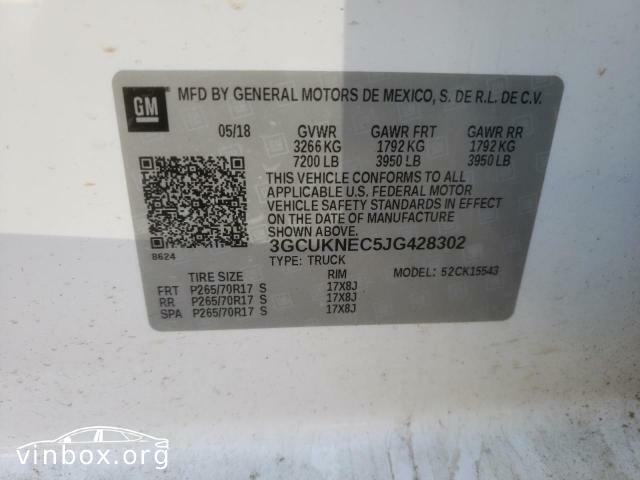 GM
MFD BY GENERAL MOTORS DE MEXICO, S. DE R.L. DE C.V.
05/18 GVWR GAWR FRT GAWR RR
3266 KG 1792 KG 1792 KG
7200 LB 3950 LB 3950 LB
THIS VEHICLE CONFORMS TO ALL
APPLICABLE U.S. FEDERAL MOTOR
VEHICLE SAFETY STANDARDS IN EFFECT
ON THE DATE OF MANUFACTURE
SHOWN ABOVE.
3GCUKNEC5JG428302
8624
TYPE: TRUCK
MODEL: 52CK15543
TIRE SIZE RIM
FRT P265/70R17 S 17X8J
RR P265/70R17 S 17X8J
SPA P265/70R17 S 17X8J
vinbox.org